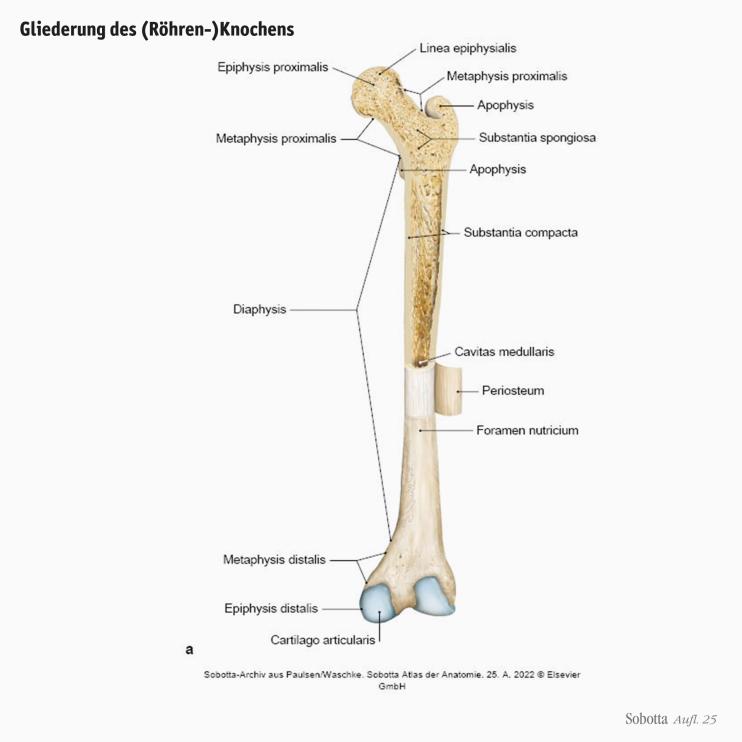 Gliederung des (Röhren-)Knochens
Linea epiphysialis
Epiphysis proximalis
Metaphysis proximalis
Apophysis
Metaphysis proximalis
Substantia spongiosa
Apophysis
Substantia compacta
Diaphysis
Cavitas medullaris
Periosteum
Foramen nutricium
Metaphysis distalis
Epiphysis distalis
Cartilago articularis
a
Sobotta-Archiv aus Paulsen/Waschke. Sobotta Atlas der Anatomie. 25. A. 2022 © Elsevier
GmbH
Sobotta Aufl. 25